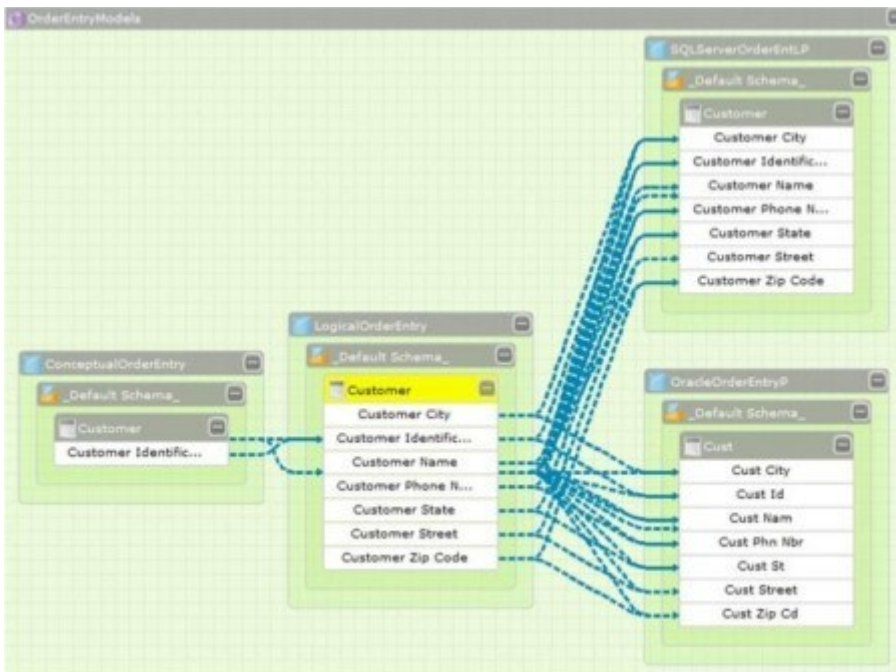 OrderEntryModels
SQLServerOrderEntLP
_Default Schema_
Customer
Customer City
Customer Identific...
Customer Name
Customer Phone N...
Customer State
Customer Street
Customer Zip Code
LogicalOrderEntry
_Default Schema_
Customer
Customer City
Customer Identific...
Customer Name
Customer Phone N...
Customer State
Customer Street
Customer Zip Code
ConceptualOrderEntry
_Default Schema_
Customer
Customer Identific...
OracleOrderEntryP
_Default Schema_
Cust
Cust City
Cust Id
Cust Nam
Cust Phn Nbr
Cust St
Cust Street
Cust Zip Cd